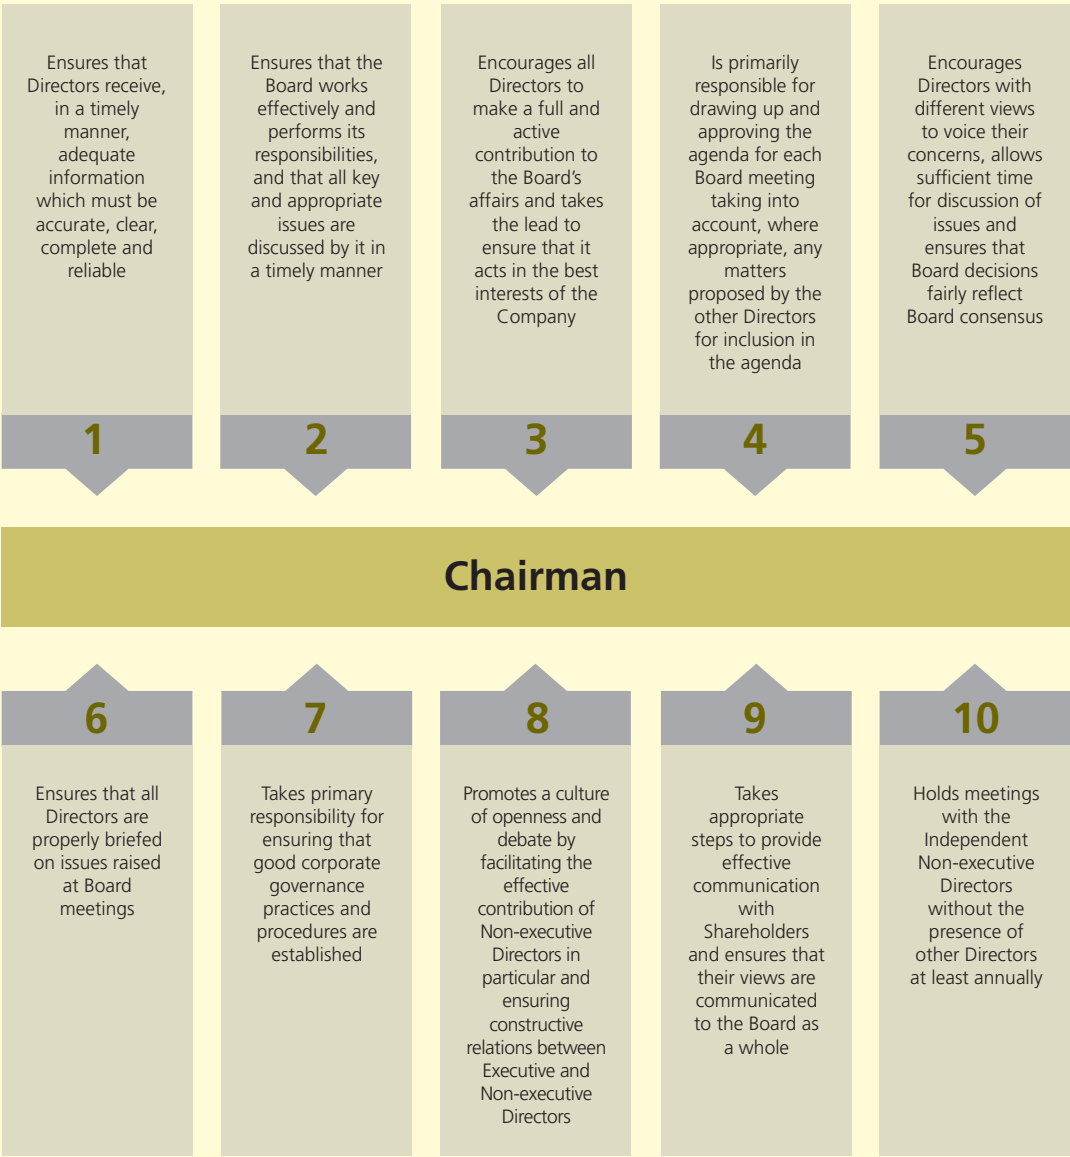 Ensures that
Directors receive,
in a timely
manner,
adequate
information
which must be
accurate, clear,
complete and
reliable
1
Ensures that the
Board works
effectively and
performs its
responsibilities,
and that all key
and appropriate
issues are
discussed by it in
a timely manner
2
Encourages all
Directors to
make a full and
active
contribution to
the Board's
affairs and takes
the lead to
ensure that it
acts in the best
interests of the
Company
3
Is primarily
responsible for
drawing up and
approving the
agenda for each
Board meeting
taking into
account, where
appropriate, any
matters
proposed by the
other Directors
for inclusion in
the agenda
4
Encourages
Directors with
different views
to voice their
concerns, allows
sufficient time
for discussion of
issues and
ensures that
Board decisions
fairly reflect
Board consensus
5
Chairman
6
Ensures that all
Directors are
properly briefed
on issues raised
at Board
meetings
7
Takes primary
responsibility for
ensuring that
good corporate
governance
practices and
procedures are
established
8
Promotes a culture
of openness and
debate by
facilitating the
effective
contribution of
Non-executive
Directors in
particular and
ensuring
constructive
relations between
Executive and
Non-executive
Directors
9
Takes
appropriate
steps to provide
effective
communication
with
Shareholders
and ensures that
their views are
communicated
to the Board as
a whole
10
Holds meetings
with the
Independent
Non-executive
Directors
without the
presence of
other Directors
at least annually